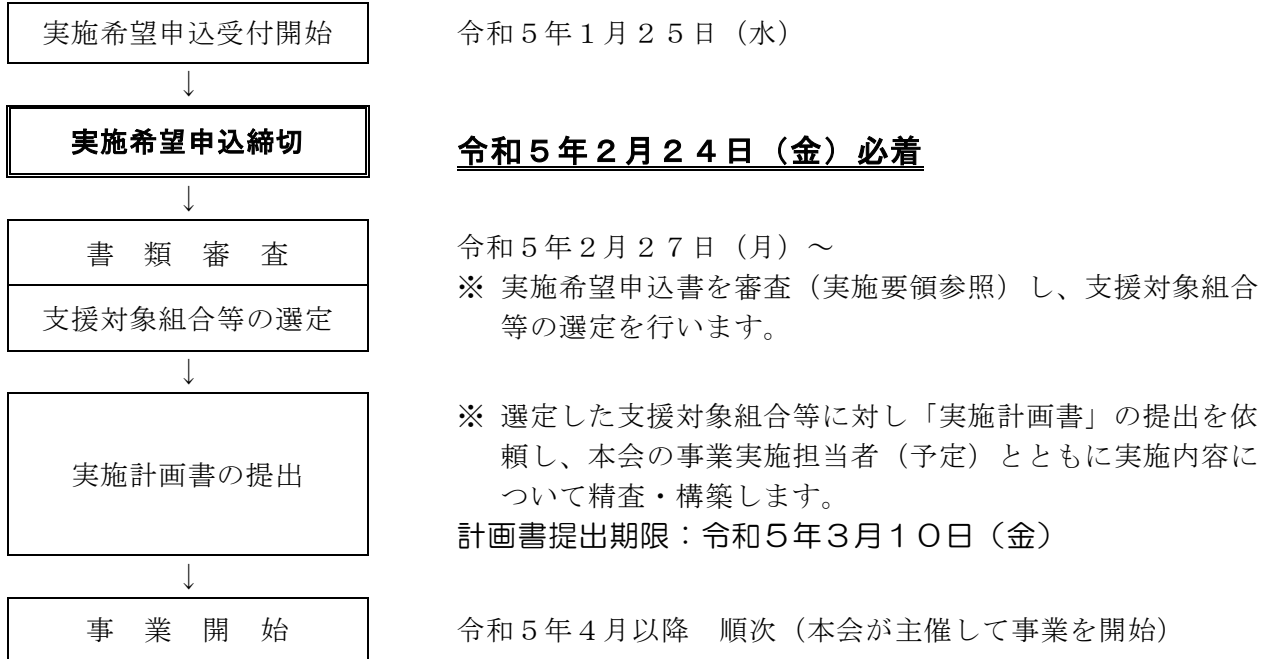 実施希望申込受付開始　令和５年１月２５日（水）
↓
実施希望申込締切　令和５年２月２４日（金）必着
↓
書　類　審　査　令和５年２月２７日（月）～
※ 実施希望申込書を審査（実施要領参照）し、支援対象組合
支援対象組合等の選定　等の選定を行います。
↓
※ 選定した支援対象組合等に対し「実施計画書」の提出を依
実施計画書の提出　頼し、本会の事業実施担当者（予定）とともに実施内容に
ついて精査・構築します。
計画書提出期限：令和５年３月１０日（金）
↓
事　業　開　始　令和５年４月以降　順次（本会が主催して事業を開始）